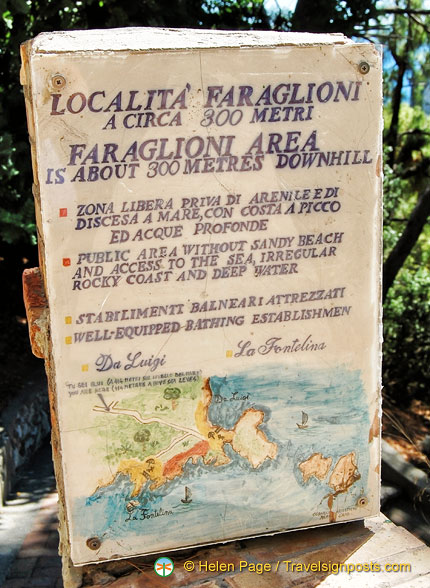 LOCALITA' FARAGLIONI
A CIRCA 300 METRI
FARAGLIONI AREA
IS ABOUT 300 METRES DOWNHILL
ZONA LIBERA PRIVA DI ARENILE E DI
DISCESA A MARE, CON COSTA A PICCO
ED ACQUE PROFONDE
PUBLIC AREA WITHOUT SANDY BEACH
AND ACCESS TO THE SEA, IRREGULAR
ROCKY COAST AND DEEP WATER
STABILIMENTI BALNEARI ATTREZZATI
WELL-EQUIPPED-BATHING ESTABLISHMEN
Da Luigi
La Fontelina
YOU ARE HERE
Da Luigi
La Fontelina
© Helen Page / Travelsignposts.com